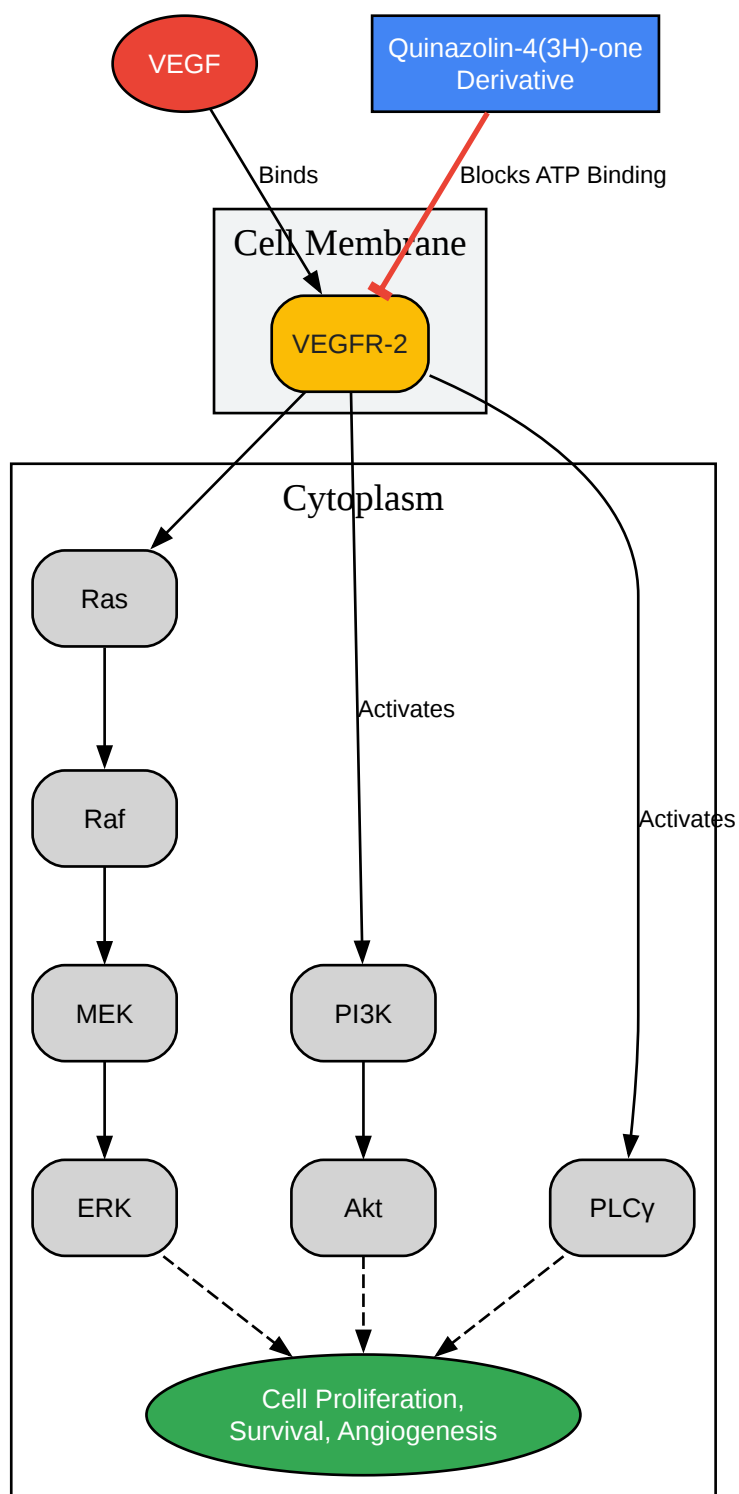 VEGF
Quinazolin-4(3H)-one
Derivative
Binds
Blocks ATP Binding
Cell Membrane
VEGFR-2
Cytoplasm
Ras
Activates
Raf
Activates
MEK
PI3K
ERK
Akt
PLCγ
Cell Proliferation,
Survival, Angiogenesis